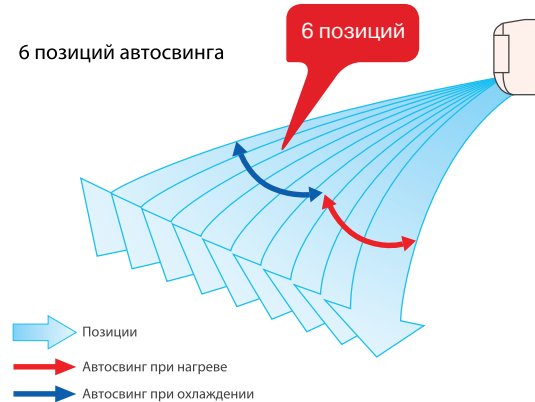 6 позиций автосвинга
6 позиций
Позиции
Автосвинг при нагреве
Автосвинг при охлаждении